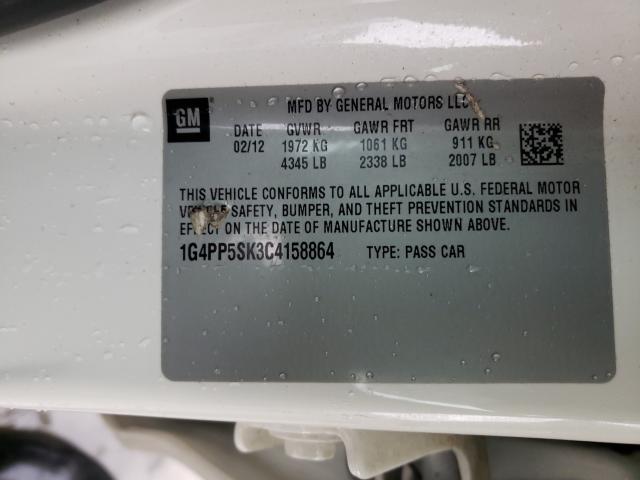 GM
MFD BY GENERAL MOTORS LLC
DATE GVWR GAWR FRT GAWR RR
02/12 1972 KG 1061 KG 911 KG
4345 LB 2338 LB 2007 LB
THIS VEHICLE CONFORMS TO ALL APPLICABLE U.S. FEDERAL MOTOR
VEHICLE SAFETY, BUMPER, AND THEFT PREVENTION STANDARDS IN
EFFECT ON THE DATE OF MANUFACTURE SHOWN ABOVE.
1G4PP5SK3C4158864 TYPE: PASS CAR